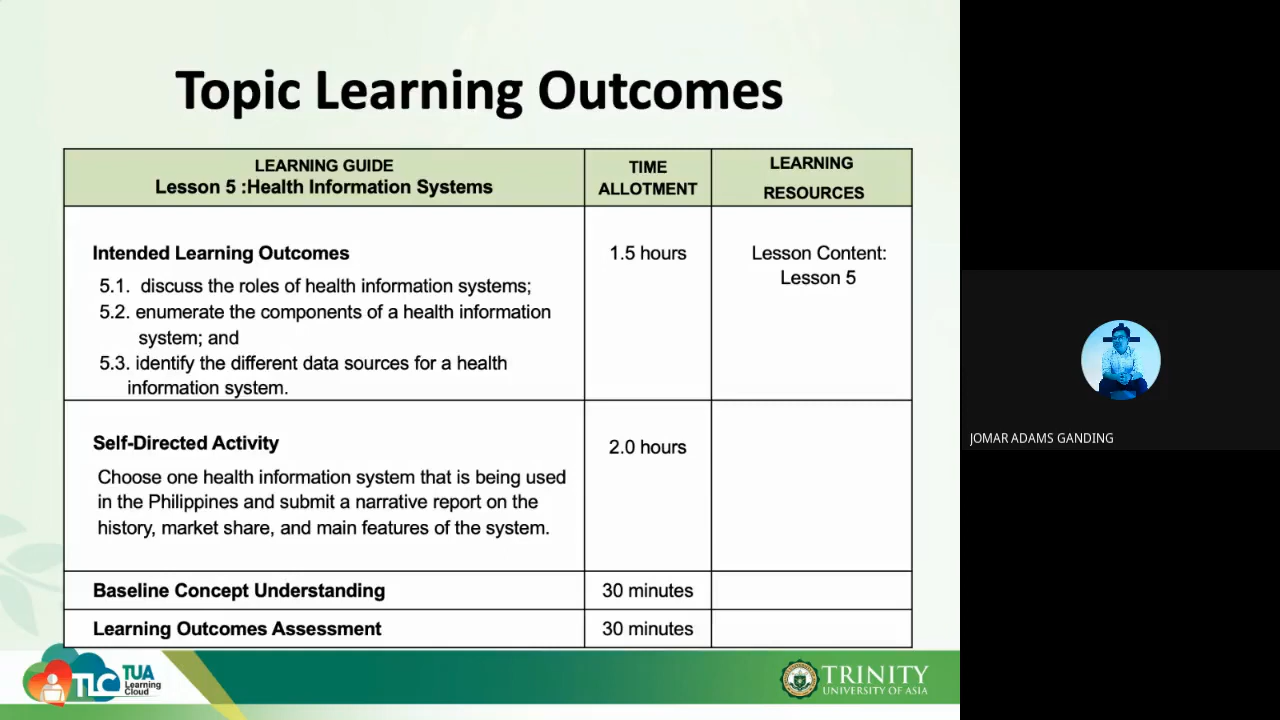 Topic Learning Outcomes
LEARNING GUIDE
Lesson 5 :Health Information Systems
TIME
ALLOTMENT
LEARNING
RESOURCES
Intended Learning Outcomes
5.1. discuss the roles of health information systems;
5.2. enumerate the components of a health information
system; and
5.3. identify the different data sources for a health
information system.
1.5 hours
Lesson Content:
Lesson 5
Self-Directed Activity
Choose one health information system that is being used
in the Philippines and submit a narrative report on the
history, market share, and main features of the system.
2.0 hours
Baseline Concept Understanding
30 minutes
Learning Outcomes Assessment
30 minutes
TLC
TUA
Learning
Cloud
TRINITY
UNIVERSITY OF ASIA
JOMAR ADAMS GANDING